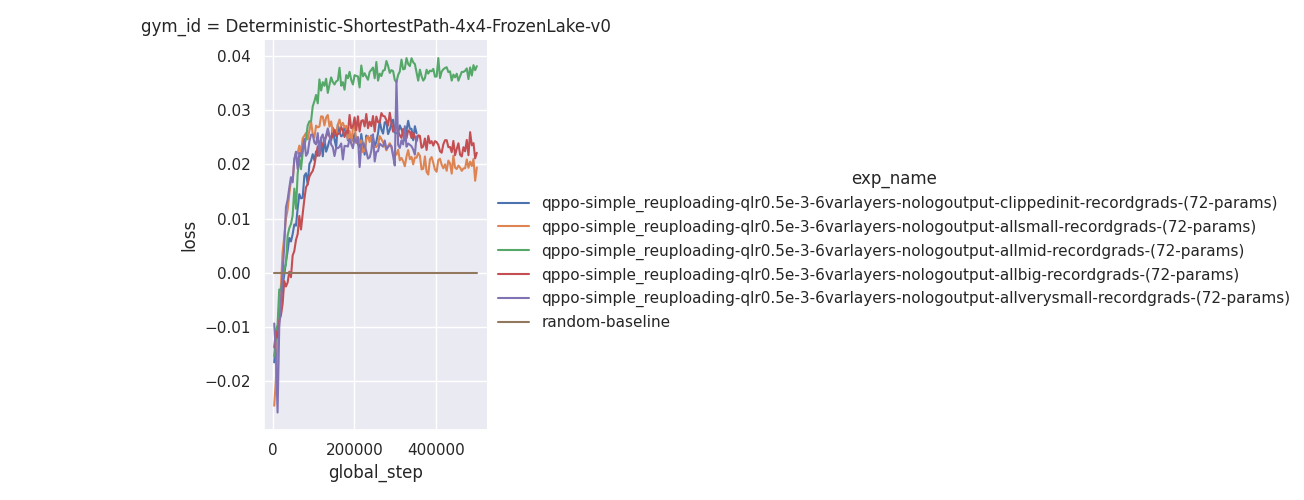 gym_id = Deterministic-ShortestPath-4x4-FrozenLake-v0
0.04
0.03
0.02
0.01
0.00
−0.01
−0.02
loss
0
200000
400000
global_step
exp_name
qppo-simple_reuploading-qlr0.5e-3-6varlayers-nologoutput-clippedinit-recordgrads-(72-params)
qppo-simple_reuploading-qlr0.5e-3-6varlayers-nologoutput-allsmall-recordgrads-(72-params)
qppo-simple_reuploading-qlr0.5e-3-6varlayers-nologoutput-allmid-recordgrads-(72-params)
qppo-simple_reuploading-qlr0.5e-3-6varlayers-nologoutput-allbig-recordgrads-(72-params)
qppo-simple_reuploading-qlr0.5e-3-6varlayers-nologoutput-allverysmall-recordgrads-(72-params)
random-baseline